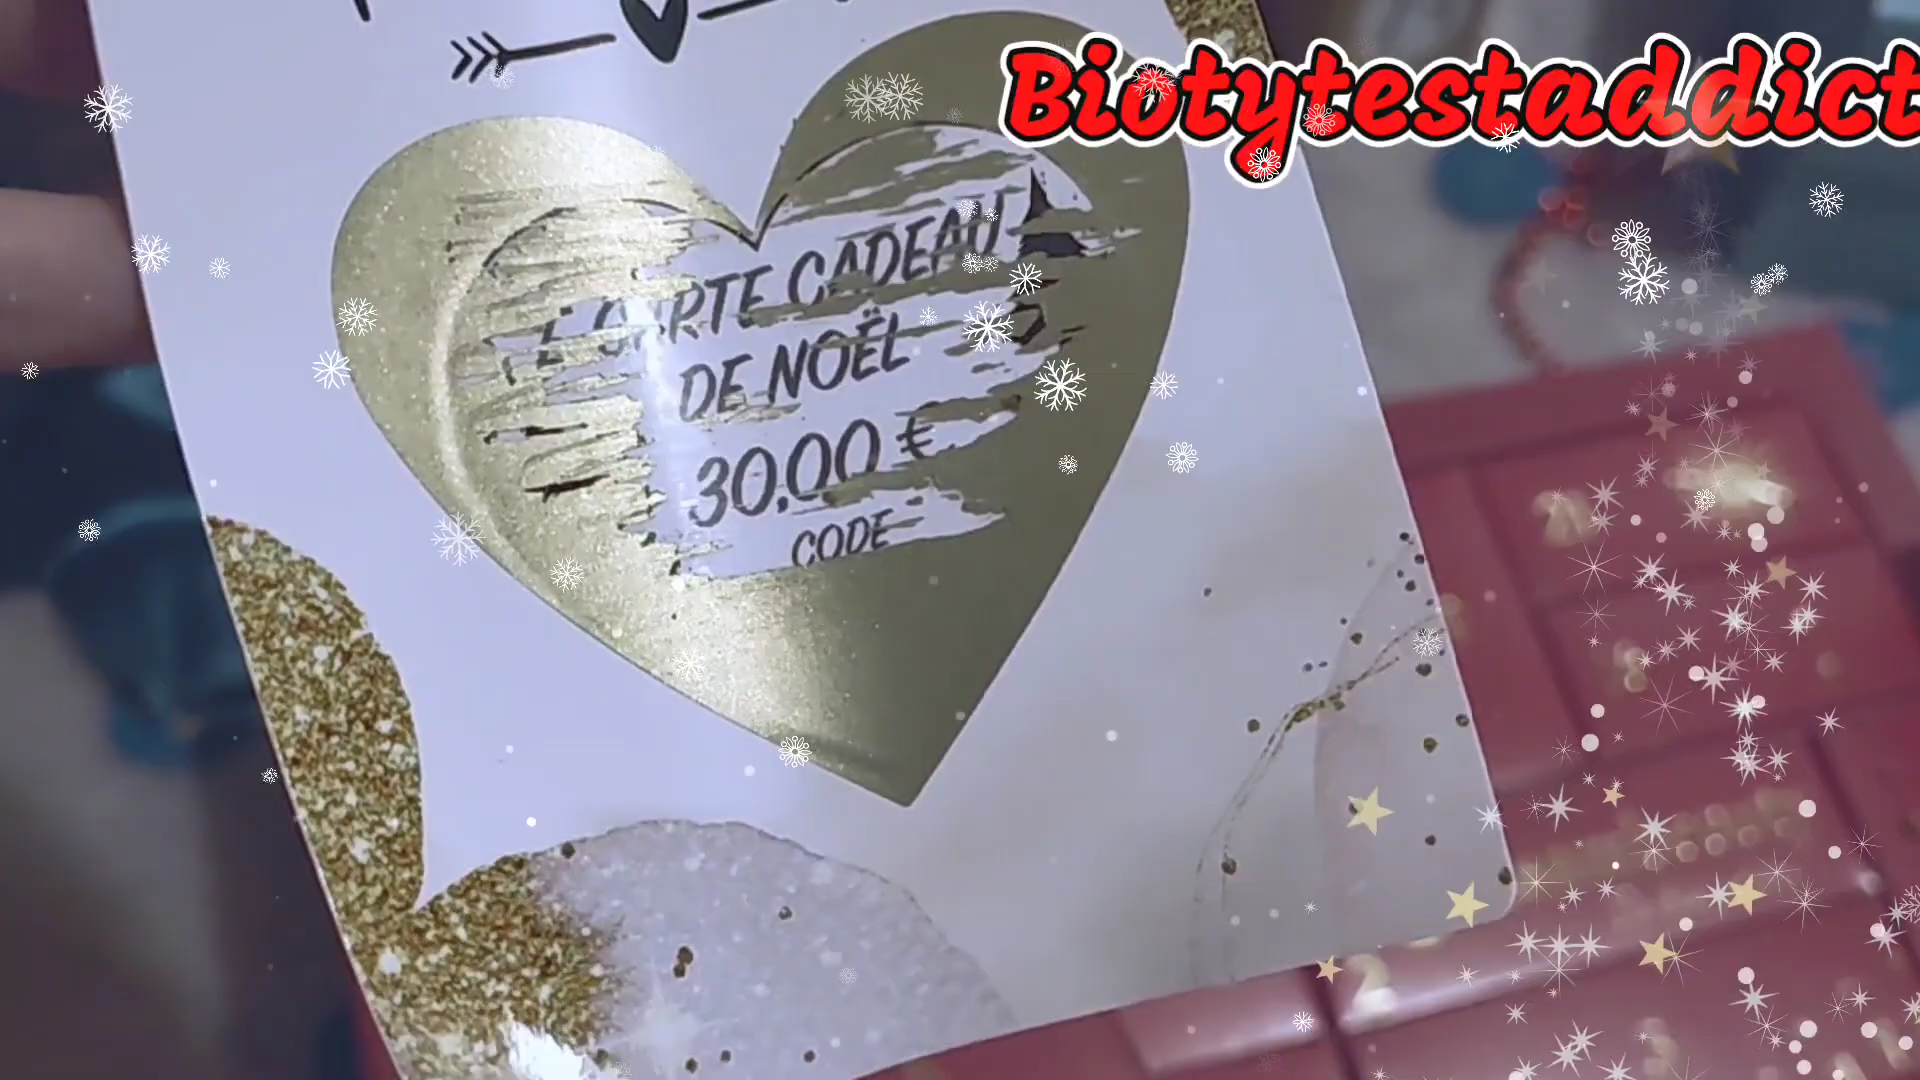 Biotytestaddict
CARTE CADEAU
DE NOËL
30,00 €
CODE